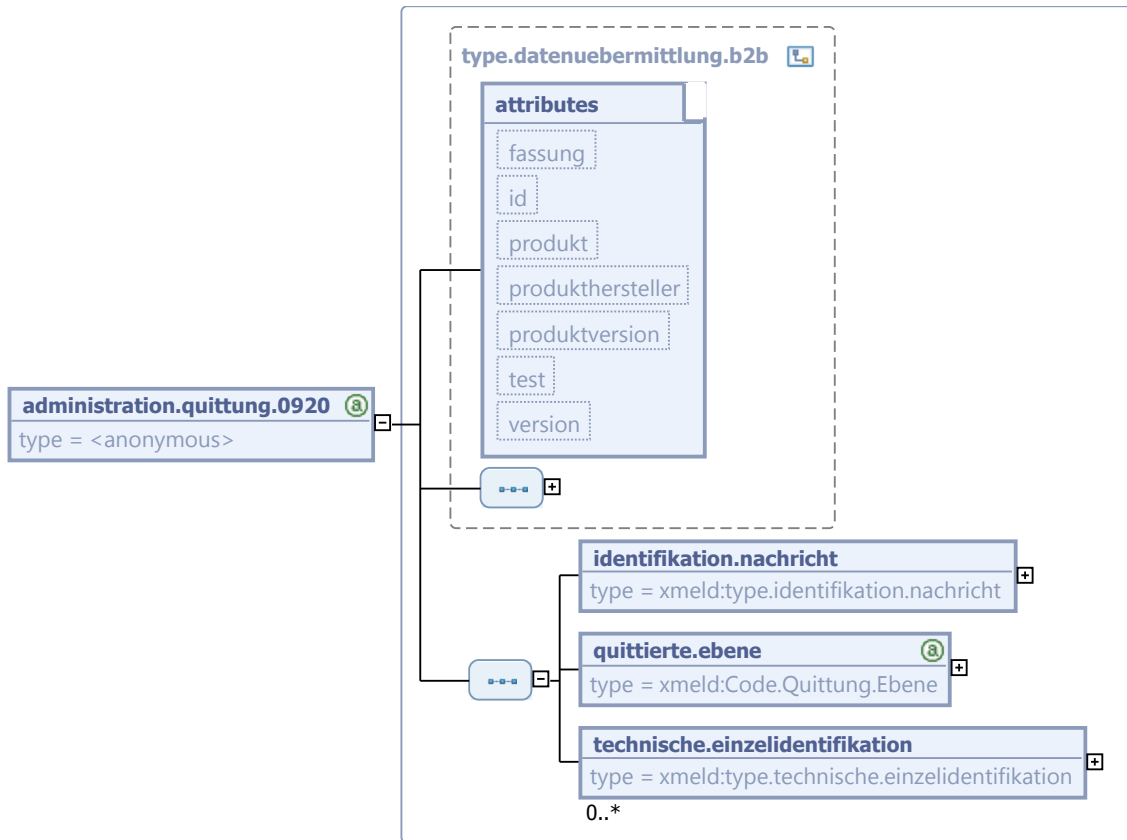 type.datenuebermittlung.b2b
attributes
fassung
id
produkt
produkthersteller
produktversion
test
version
administration.quittung.0920 a
type = <anonymous>
identifikation.nachricht
type = xmeld:type.identifikation.nachricht
quittierte.ebene a
type = xmeld:Code.Quittung.Ebene
technische.einzelidentifikation
type = xmeld:type.technische.einzelidentifikation
0..*